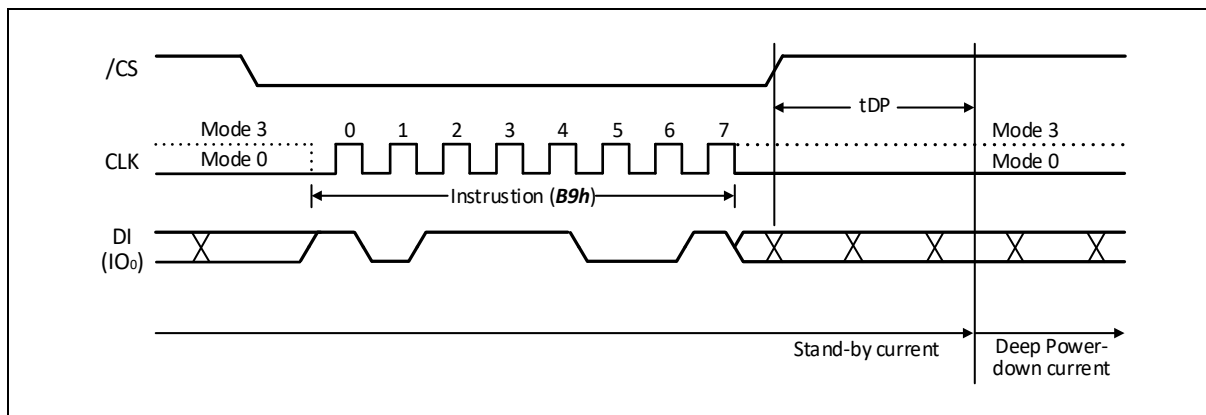 /CS
tDP
Mode 3 0 1 2 3 4 5 6 7 Mode 3
CLK Mode 0 Mode 0
Instrustion (B9h)
DI
(IO₀)
Stand-by current Deep Power-
down current